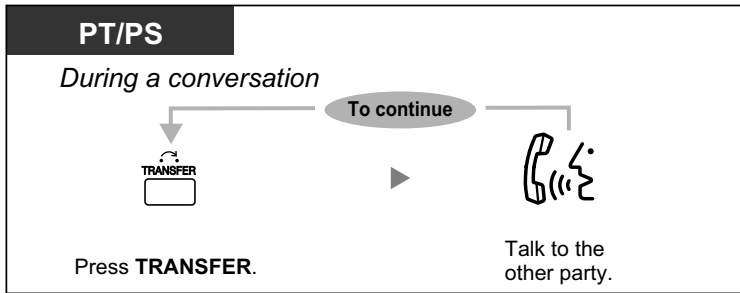 PT/PS
During a conversation
To continue
TRANSFER
Press TRANSFER.
Talk to the
other party.